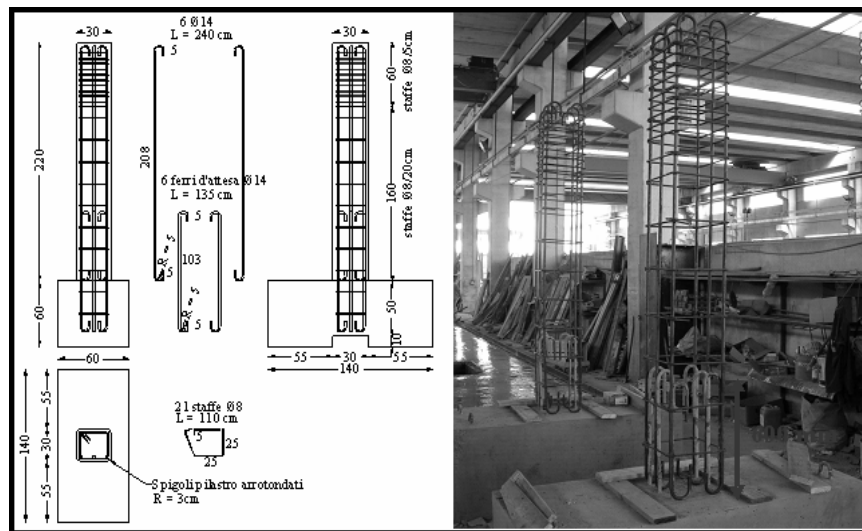 6 Ø14
L = 240 cm
30
5
220
208
6 ferri d'attesa Ø14
L = 135 cm
5
5
103
5
60
60
30
60
staffe Ø8/5cm
160
staffe Ø8/20cm
50
10
55 30 55
140
140
55
30
55
21 staffe Ø8
L = 110 cm
5
25
25
Spigoli pilastro arrotondati
R = 3cm